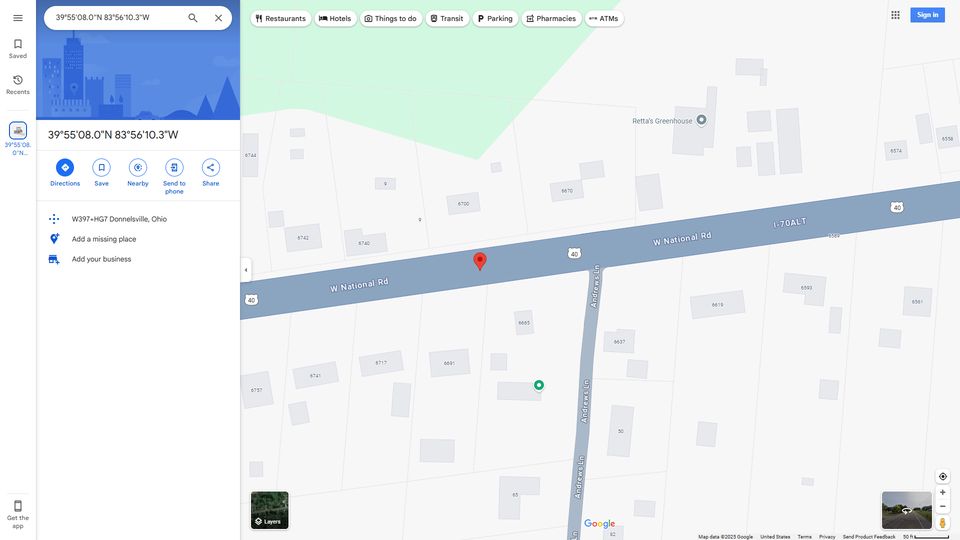 39°55'08.0"N 83°56'10.3"W
Restaurants
Hotels
Things to do
Transit
Parking
Pharmacies
ATMs
Sign in
Saved
Recents
39°55'08.
0"N...
39°55'08.0"N 83°56'10.3"W
Directions
Save
Nearby
Send to
phone
Share
W397+HG7 Donnelsville, Ohio
Add a missing place
Add your business
Get the
app
Retta's Greenhouse
6744
9
6700
9
6742
6740
6670
6574
6558
40
I-70ALT
W National Rd
40
W National Rd
40
Andrews Ln
6665
6637
6619
6593
6561
6691
6717
6741
6757
Andrews Ln
50
Andrews Ln
65
62
Layers
Google
Map data ©2025 Google
United States
Terms
Privacy
Send Product Feedback
50 ft